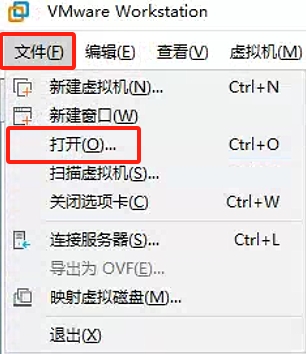 VMware Workstation
文件(F) 编辑(E) 查看(V) 虚拟机(
新建虚拟机(N)... Ctrl+N
新建窗口(W)
打开(O)... Ctrl+O
扫描虚拟机(S)...
关闭选项卡(C) Ctrl+W
连接服务器(S)... Ctrl+L
导出为 OVF(E)...
映射虚拟磁盘(M)...
退出(X)